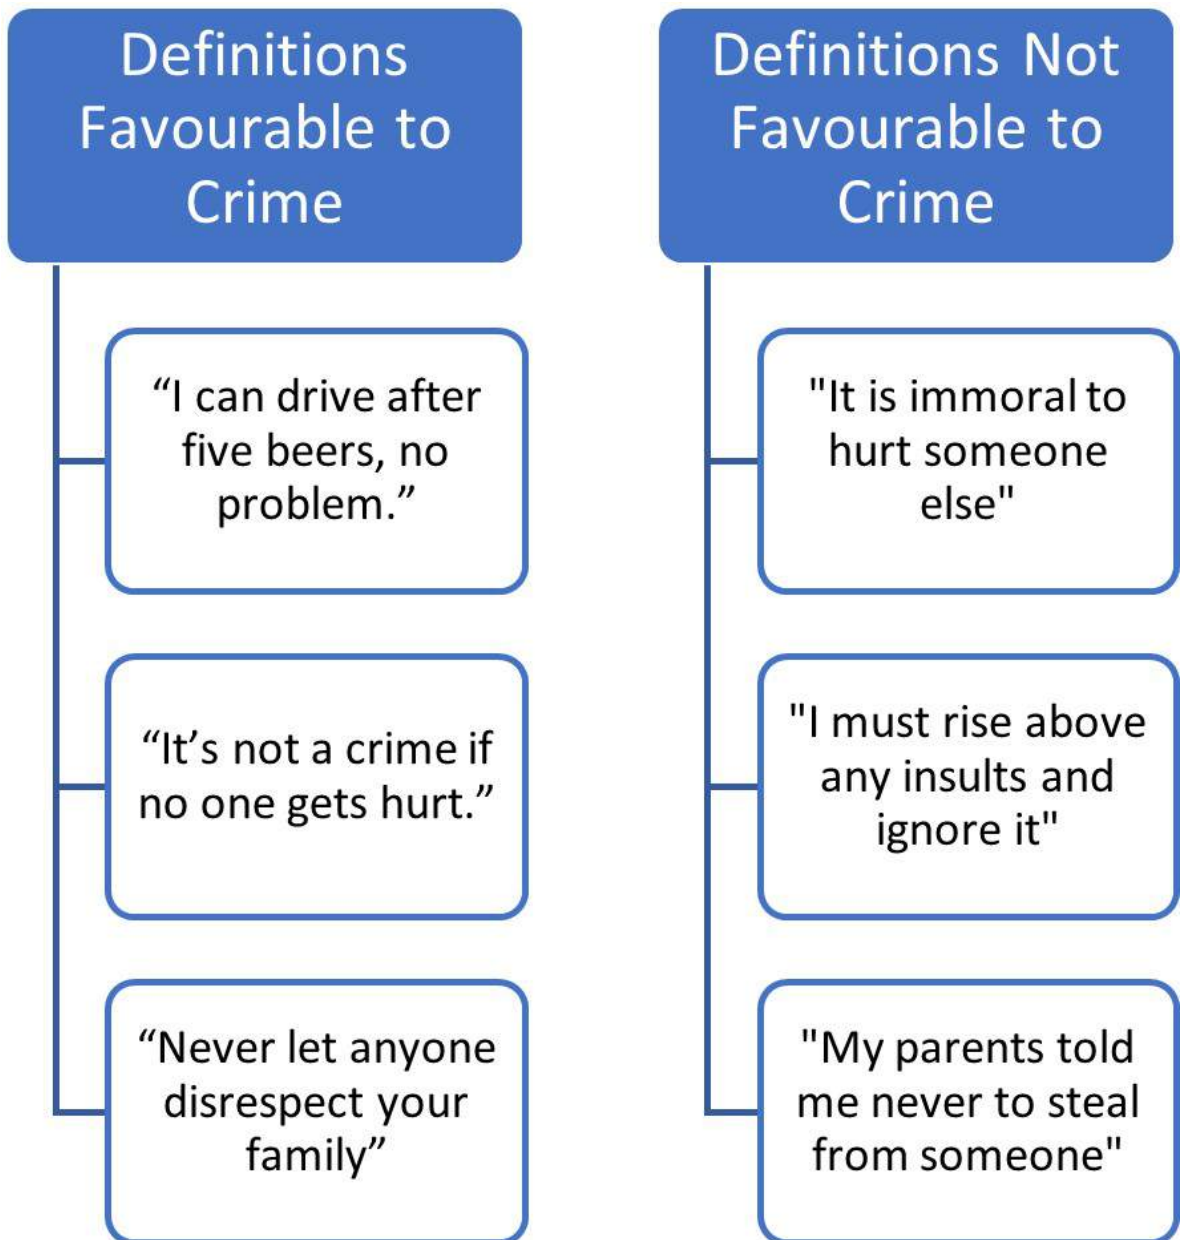 Definitions
Favourable to
Crime
“I can drive after
five beers, no
problem.”
“It’s not a crime if
no one gets hurt.”
“Never let anyone
disrespect your
family”
Definitions Not
Favourable to
Crime
"It is immoral to
hurt someone
else"
"I must rise above
any insults and
ignore it"
"My parents told
me never to steal
from someone"